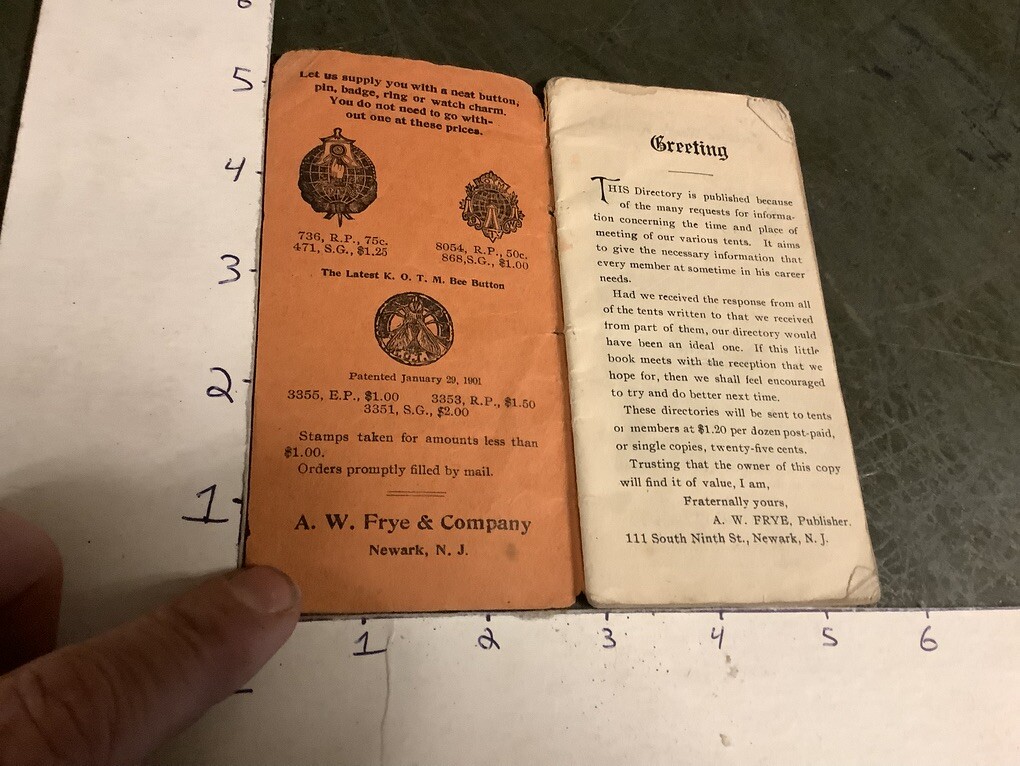 Let us supply you with a neat button,
pin, badge, ring or watch charm.
You do not need to go with-
out one at these prices.
736, R.P., 75c.
471, S.G., $1.25
8054, R.P., 50c.
868,S.G., $1.00
The Latest K. O. T. M. Bee Button
Patented January 29, 1901
3355, E.P., $1.00 3353, R.P., $1.50
3351, S.G., $2.00
Stamps taken for amounts less than
$1.00.
Orders promptly filled by mail.
A. W. Frye & Company
Newark, N. J.
Greeting
THIS Directory is published because
of the many requests for informa-
tion concerning the time and place of
meeting of our various tents. It aims
to give the necessary information that
every member at sometime in his career
needs.
Had we received the response from all
of the tents written to that we received
from part of them, our directory would
have been an ideal one. If this little
book meets with the reception that we
hope for, then we shall feel encouraged
to try and do better next time.
These directories will be sent to tents
or members at $1.20 per dozen post-paid,
or single copies, twenty-five cents.
Trusting that the owner of this copy
will find it of value, I am,
Fraternally yours,
A. W. FRYE, Publisher.
111 South Ninth St., Newark, N. J.
6
5
4
3
2
1
1 2 3 4 5 6